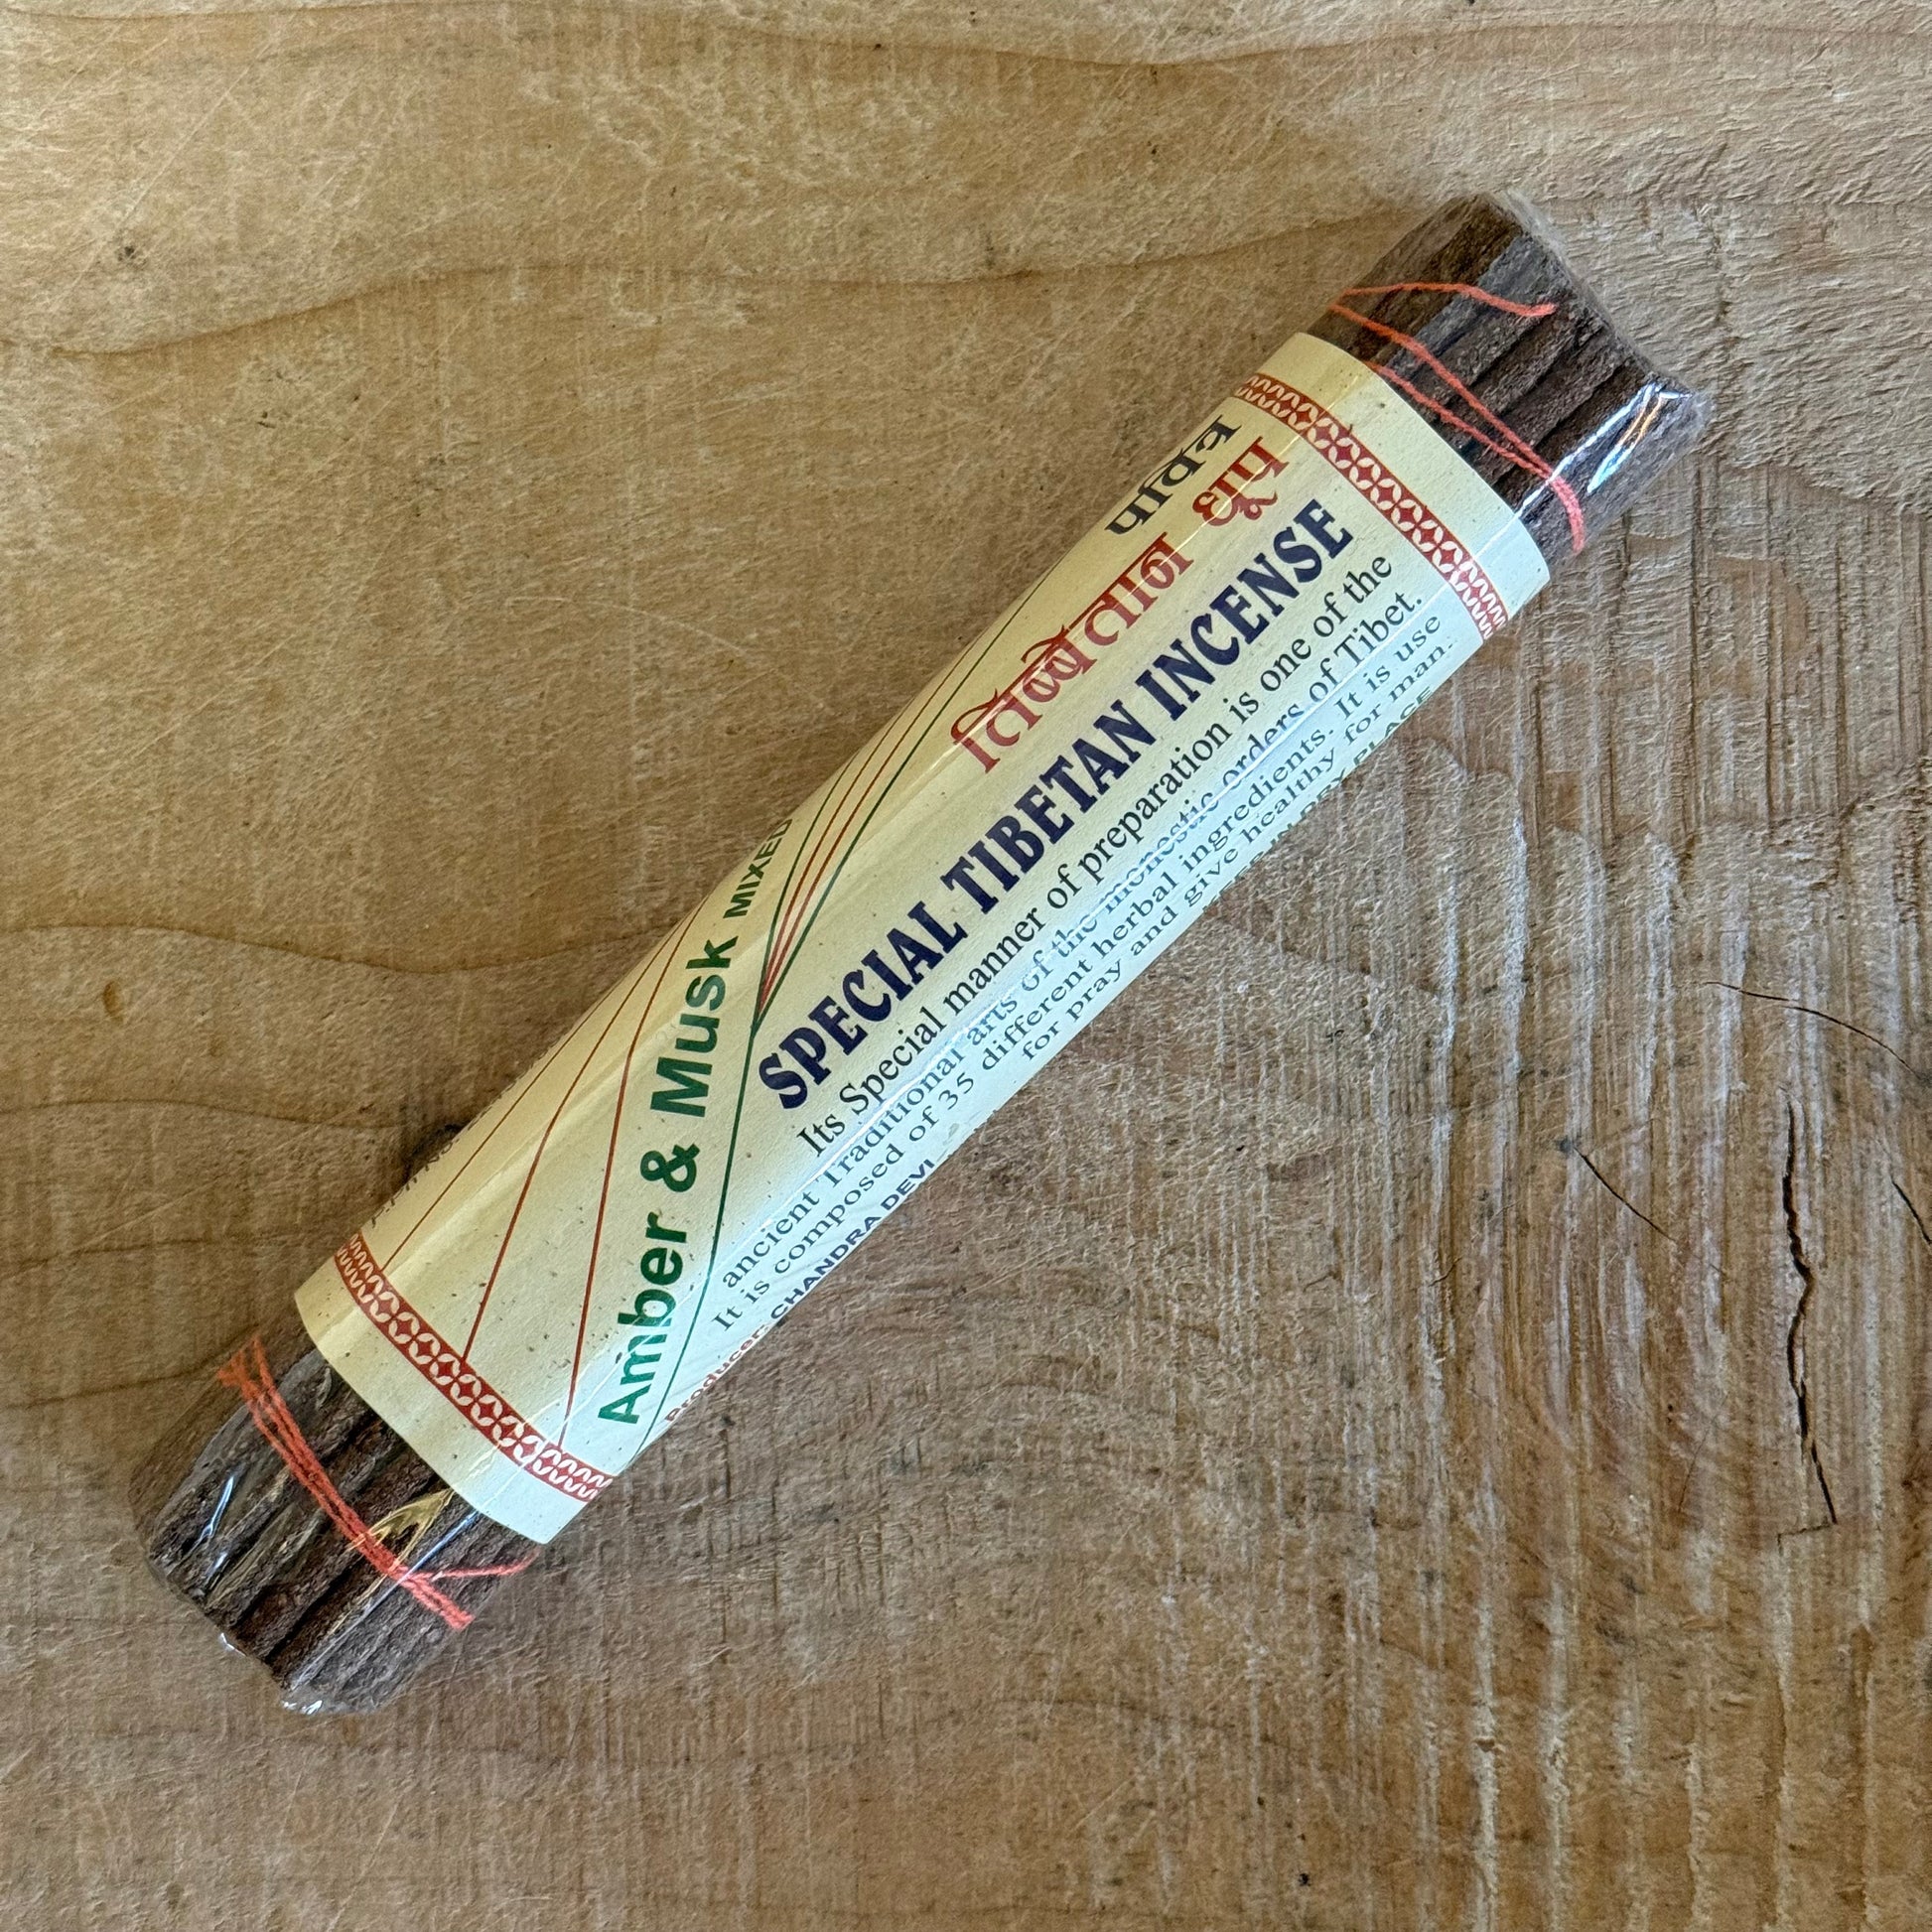 पवित्र
तिब्बेतान धूप
SPECIAL TIBETAN INCENSE
Its Special manner of preparation is one of the
ancient Traditional arts of the monestic orders of Tibet.
It is composed of 35 different herbal ingredients. It is use
for pray and give healthy for man.
Producer: CHANDRA DEVI
PLACE
Amber & Musk MIXED